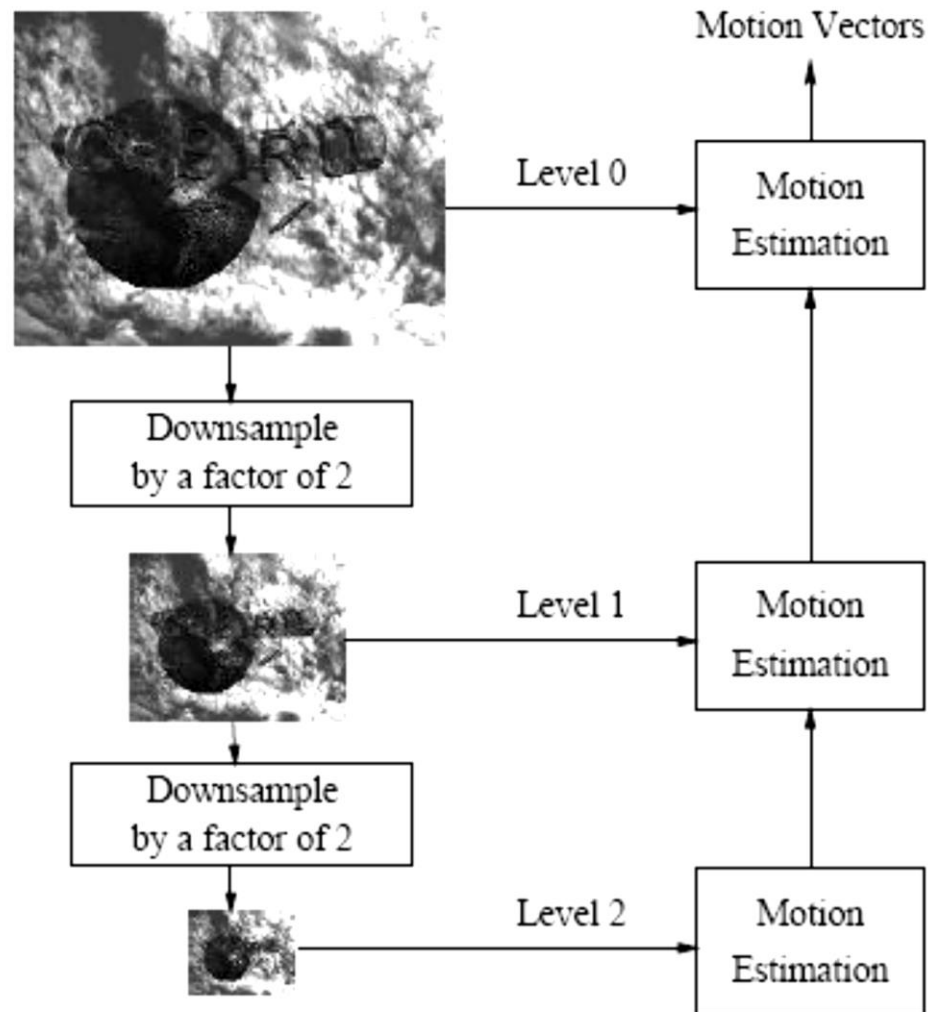 Motion Vectors
Level 0
Motion
Estimation
Downsample
by a factor of 2
Level 1
Motion
Estimation
Downsample
by a factor of 2
Level 2
Motion
Estimation